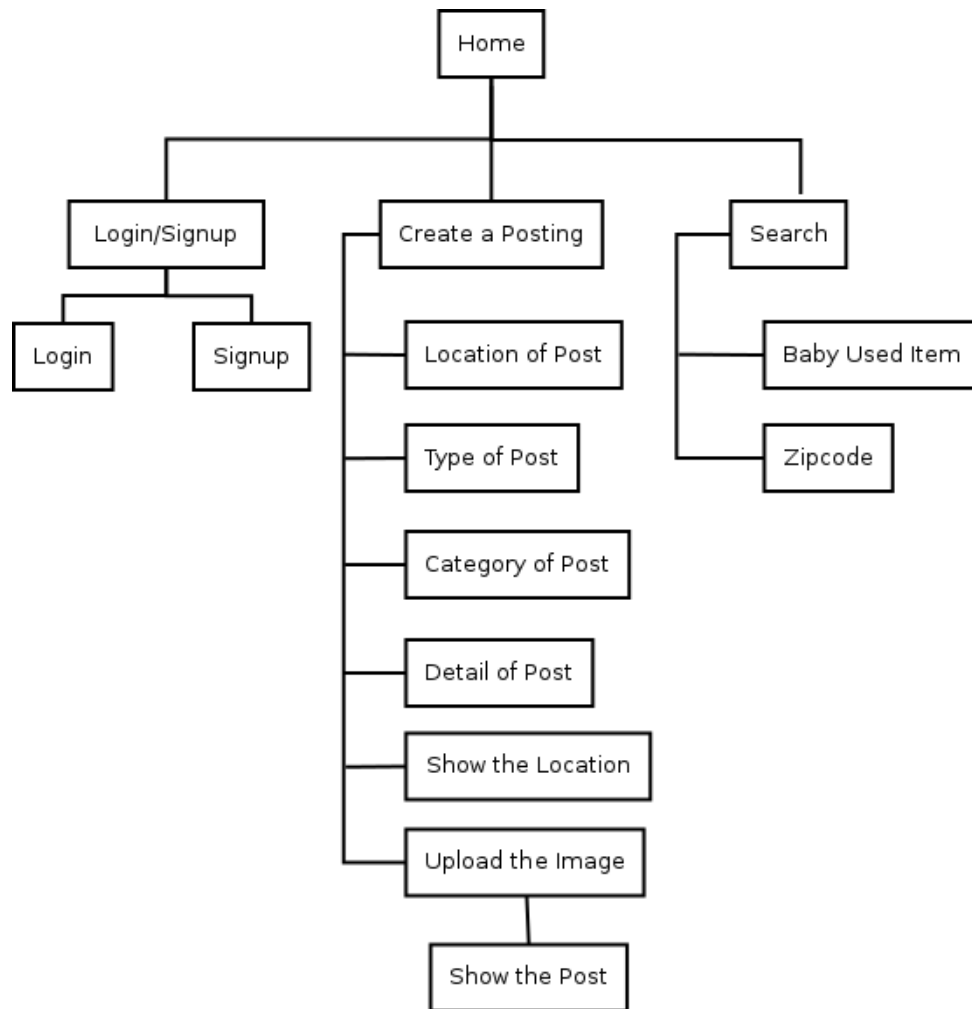 Home
Login/Signup
Create a Posting
Search
Login
Signup
Location of Post
Baby Used Item
Type of Post
Zipcode
Category of Post
Detail of Post
Show the Location
Upload the Image
Show the Post